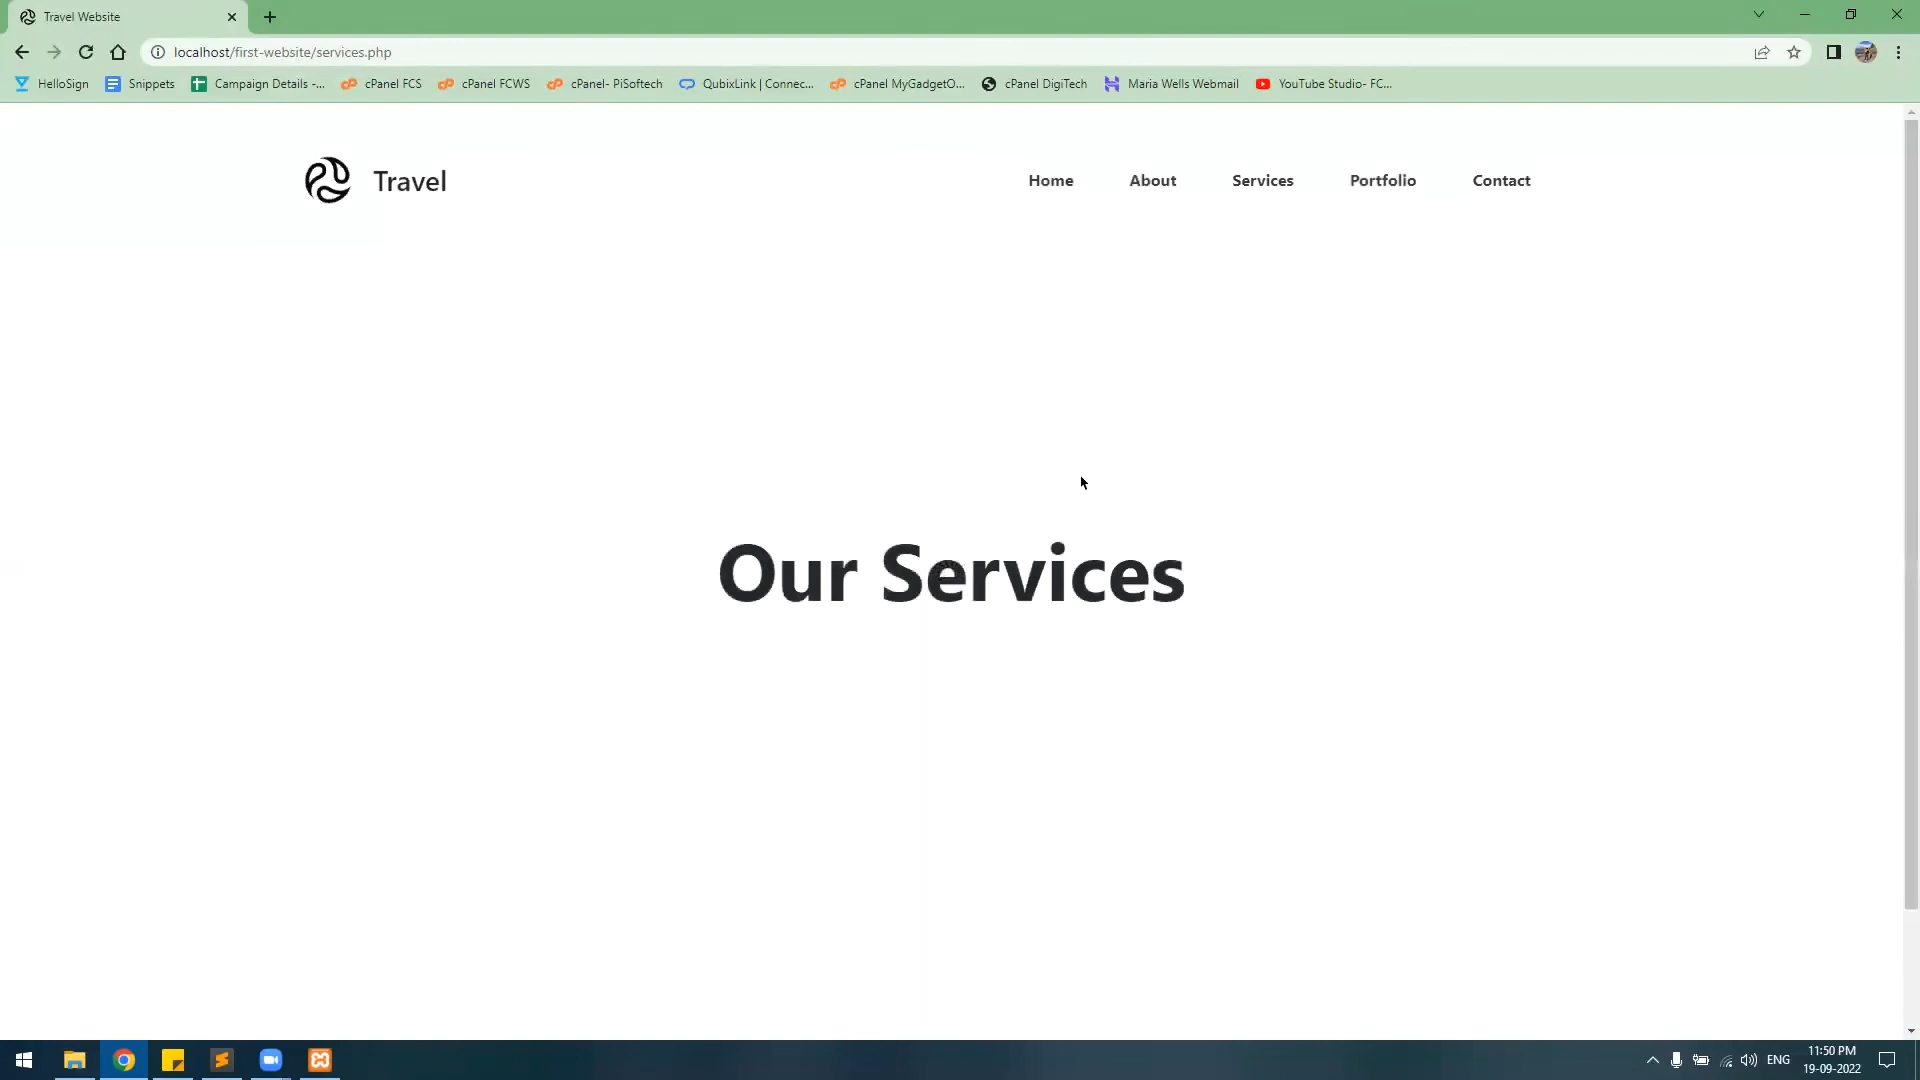 Travel Website
localhost/first-website/services.php
HelloSign Snippets Campaign Details -... cPanel FCS cPanel FCWS cPanel- PiSoftech QubixLink | Connec... cPanel MyGadgetO... cPanel DigiTech Maria Wells Webmail YouTube Studio- FC...
Travel Home About Services Portfolio Contact
Our Services
ENG 11:50 PM
19-09-2022